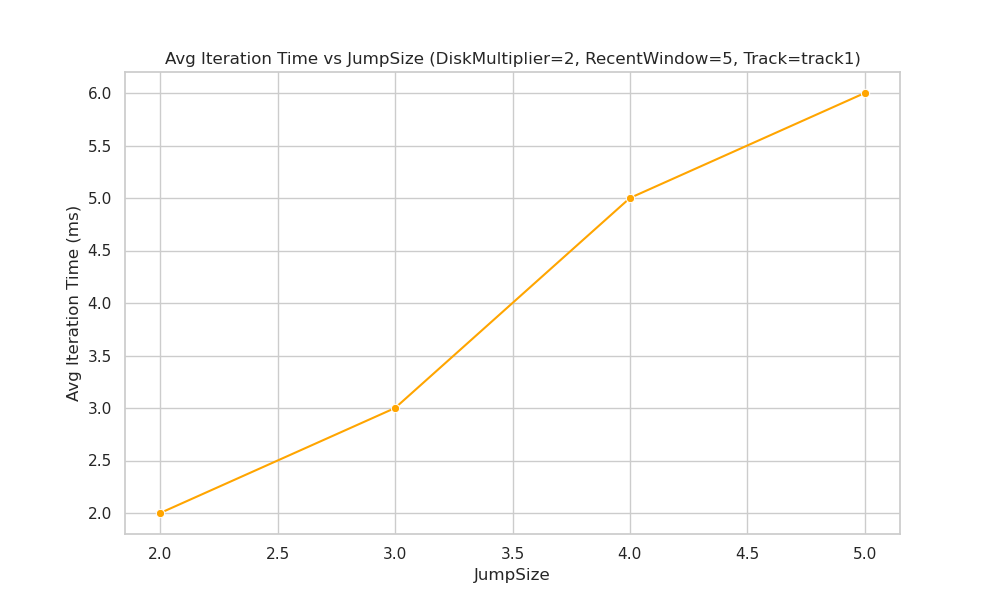 Avg Iteration Time vs JumpSize (DiskMultiplier=2, RecentWindow=5, Track=track1)
Avg Iteration Time (ms)
6.0
5.5
5.0
4.5
4.0
3.5
3.0
2.5
2.0
2.0 2.5 3.0 3.5 4.0 4.5 5.0
JumpSize